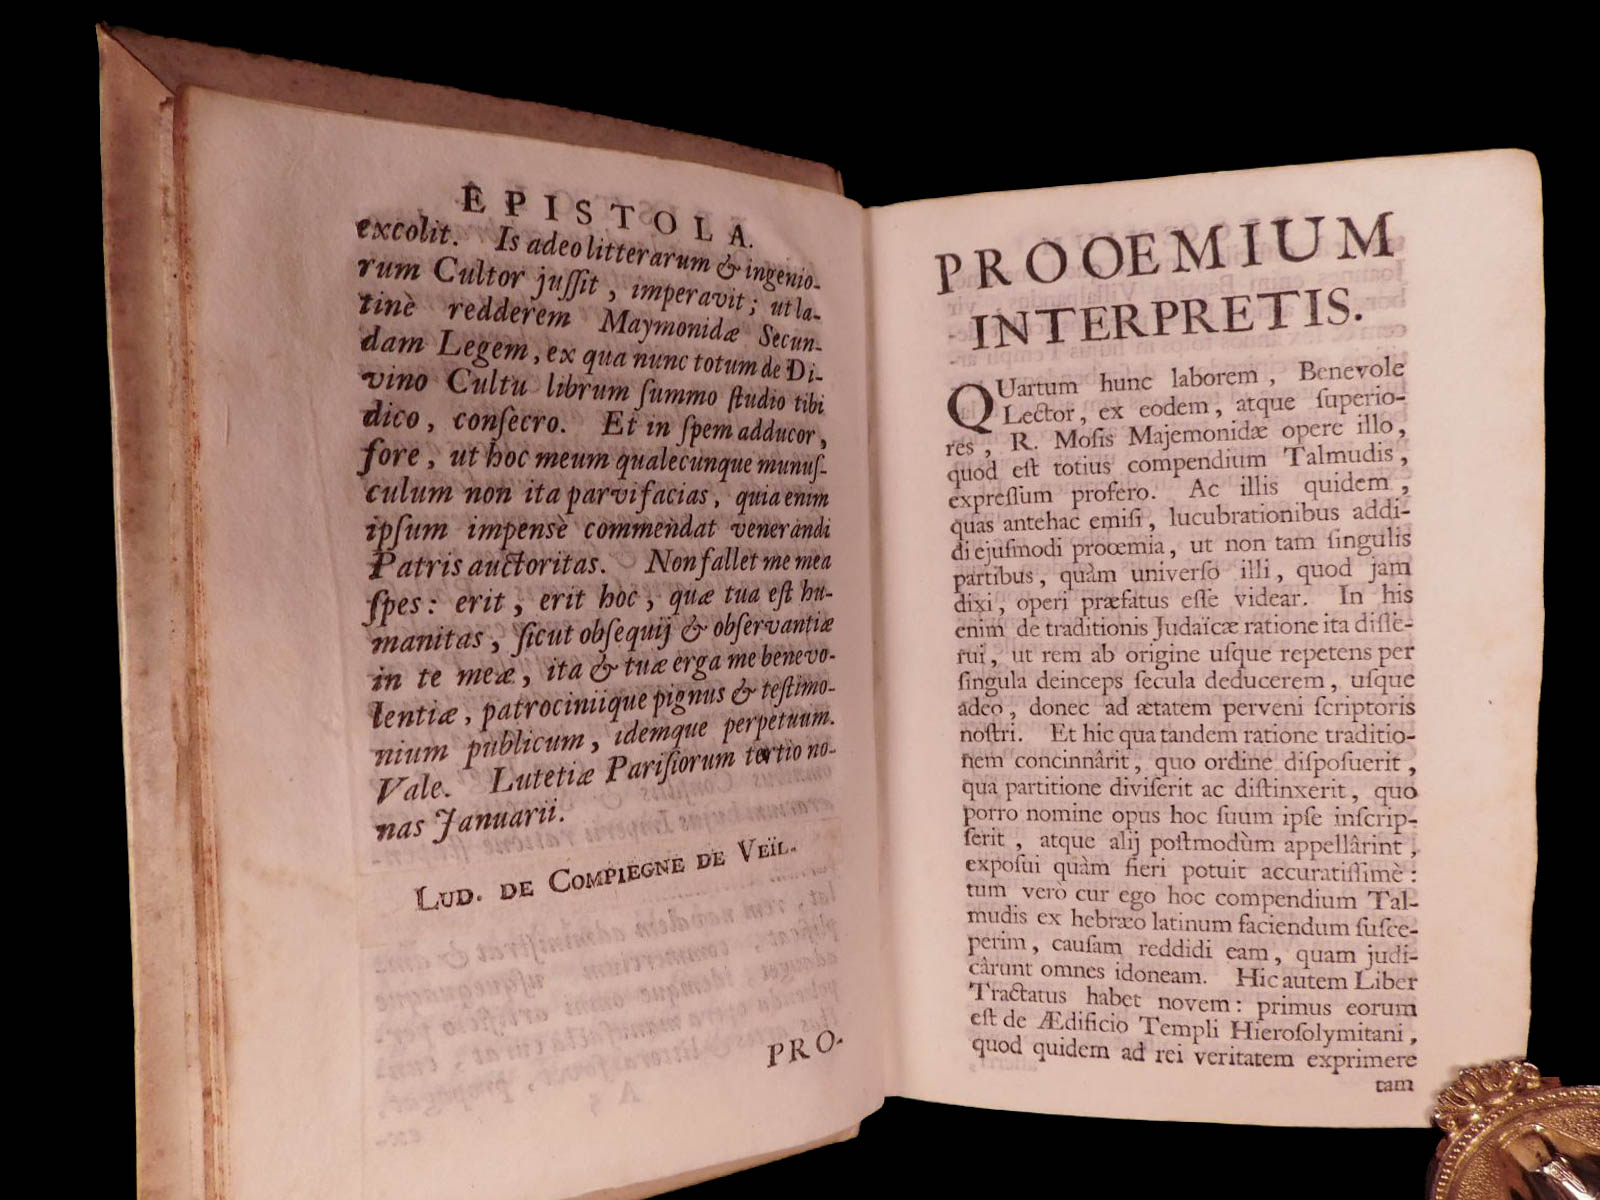 EPISTOLA.
excolit. Is adeo litterarum & ingenio-
rum Cultor juſſit, imperavit; ut la-
tinè redderem Maymonidæ Secun-
dam Legem, ex qua nunc totum de Di-
vino Cultu librum ſummo ſtudio tibi
dico, conſecro. Et in ſpem adducor,
fore, ut hoc meum qualecunque munuſ-
culum non ita parvifacias, quia enim
ipſum impensè commendat venerandi
Patris auctoritas. Non fallet me mea
ſpes: erit, erit hoc, quæ tua eſt hu-
manitas, ſicut obſequij & obſervantiæ
in te meæ, ita & tuæ erga me benevo-
lentiæ, patrociniique pignus & teſtimo-
nium publicum, idemque perpetuum.
Vale. Lutetiæ Pariſiorum tertio no-
nas Januarii.
LUD. DE COMPIEGNE DE VEÏL.
PRO-
PROOEMIUM
INTERPRETIS.
QUartum hunc laborem, Benevole
Lector, ex eodem, atque ſuperio-
res, R. Moſis Majemonidæ opere illo,
quod eſt totius compendium Talmudis,
expreſſum profero. Ac illis quidem,
quas antehac emiſi, lucubrationibus addi-
di ejuſmodi proœmia, ut non tam ſingulis
partibus, quàm universo illi, quod jam
dixi, operi præfatus eſſe videar. In his
enim de traditionis Judaïcæ ratione ita diſſe-
rui, ut rem ab origine uſque repetens per
ſingula deinceps ſecula deducerem, uſque
adeo, donec ad ætatem perveni ſcriptoris
noſtri. Et hic qua tandem ratione traditio-
nem concinnârit, quo ordine diſpoſuerit,
qua partitione diviſerit ac diſtinxerit, quo
porro nomine opus hoc ſuum ipſe inſcrip-
ſerit, atque alij poſtmodùm appellârint,
expoſui quàm fieri potuit accuratiſſimè:
tum verò cur ego hoc compendium Tal-
mudis ex hebræo latinum faciendum ſuſce-
perim, cauſam reddidi eam, quam judi-
cârunt omnes idoneam. Hic autem Liber
Tractatus habet novem: primus eorum
eſt de Ædificio Templi Hieroſolymitani,
quod quidem ad rei veritatem exprimere
tam